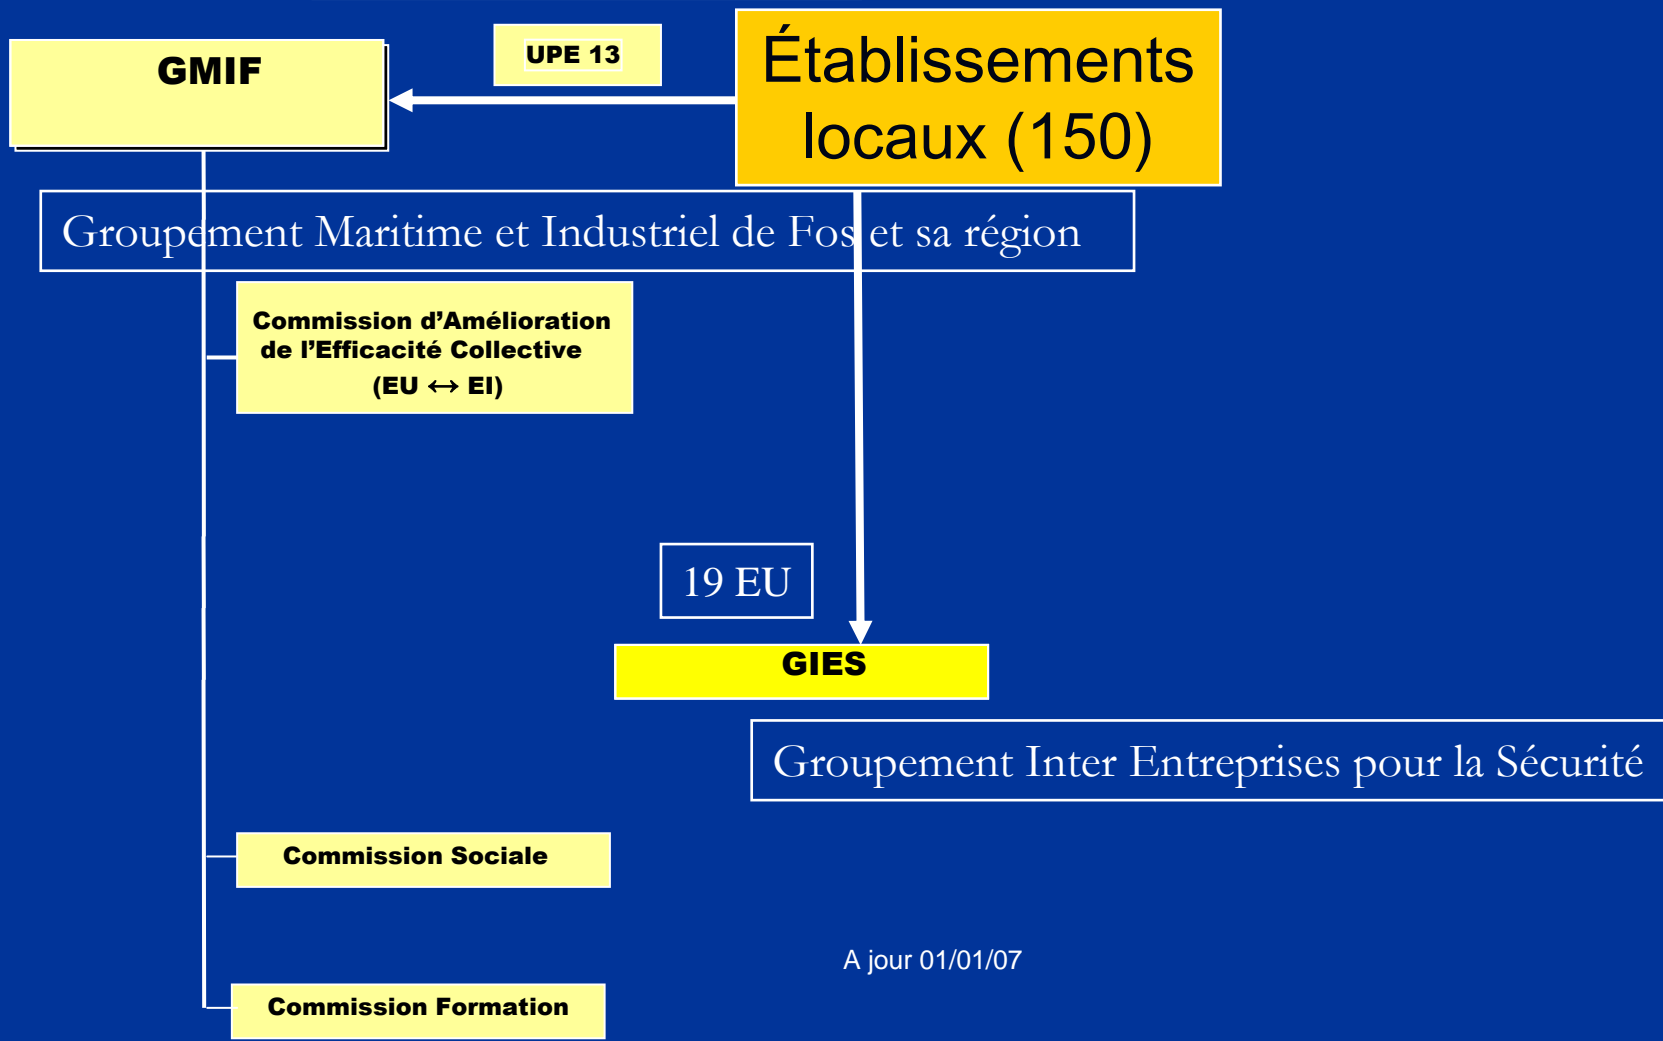 GMIF
UPE 13
Établissements
locaux (150)
Groupement Maritime et Industriel de Fos et sa région
Commission d’Amélioration
de l’Efficacité Collective
(EU ↔ EI)
19 EU
GIES
Groupement Inter Entreprises pour la Sécurité
Commission Sociale
A jour 01/01/07
Commission Formation